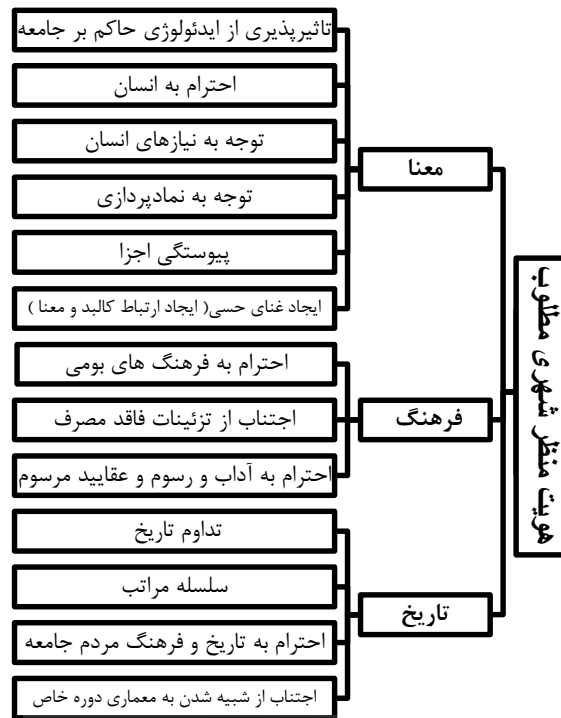 هویت منظر شهری مطلوب
معنا
تاثیرپذیری از ایدئولوژی حاکم بر جامعه
احترام به انسان
توجه به نیازهای انسان
توجه به نمادپردازی
پیوستگی اجزا
ایجاد غنای حسی( ایجاد ارتباط کالبد و معنا )
فرهنگ
احترام به فرهنگ های بومی
اجتناب از تزئینات فاقد مصرف
احترام به آداب و رسوم و عقاید مرسوم
تاریخ
تداوم تاریخ
سلسله مراتب
احترام به تاریخ و فرهنگ مردم جامعه
اجتناب از شبیه شدن به معماری دوره خاص